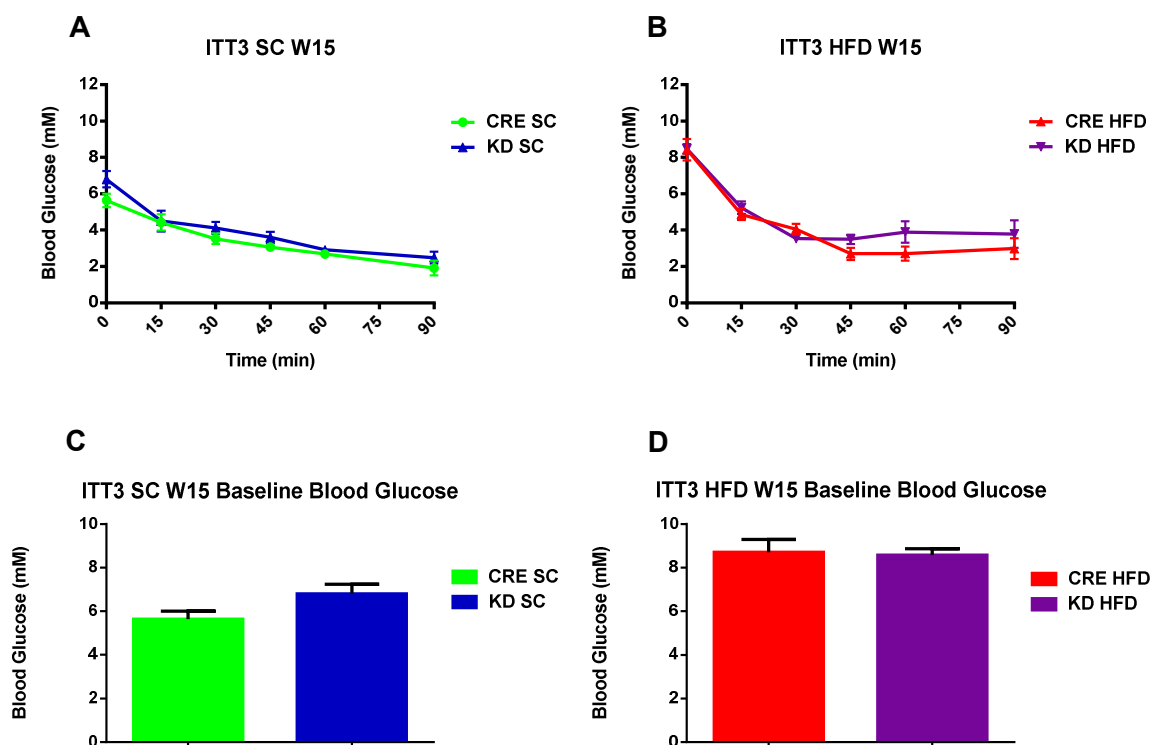 A
ITT3 SC W15
Blood Glucose (mM)
12
10
8
6
4
2
0
0 15 30 45 60 75 90
Time (min)
CRE SC
KD SC
B
ITT3 HFD W15
Blood Glucose (mM)
12
10
8
6
4
2
0
0 15 30 45 60 75 90
Time (min)
CRE HFD
KD HFD
C
ITT3 SC W15 Baseline Blood Glucose
Blood Glucose (mM)
10
8
6
4
2
0
CRE SC
KD SC
D
ITT3 HFD W15 Baseline Blood Glucose
Blood Glucose (mM)
10
8
6
4
2
0
CRE HFD
KD HFD